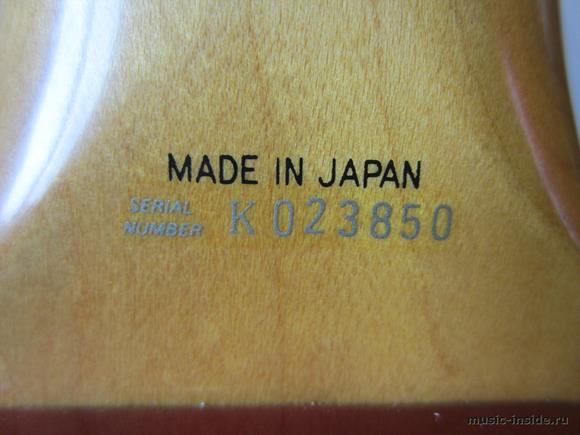 MADE IN JAPAN
SERIAL
NUMBER K 023850
music-inside.ru